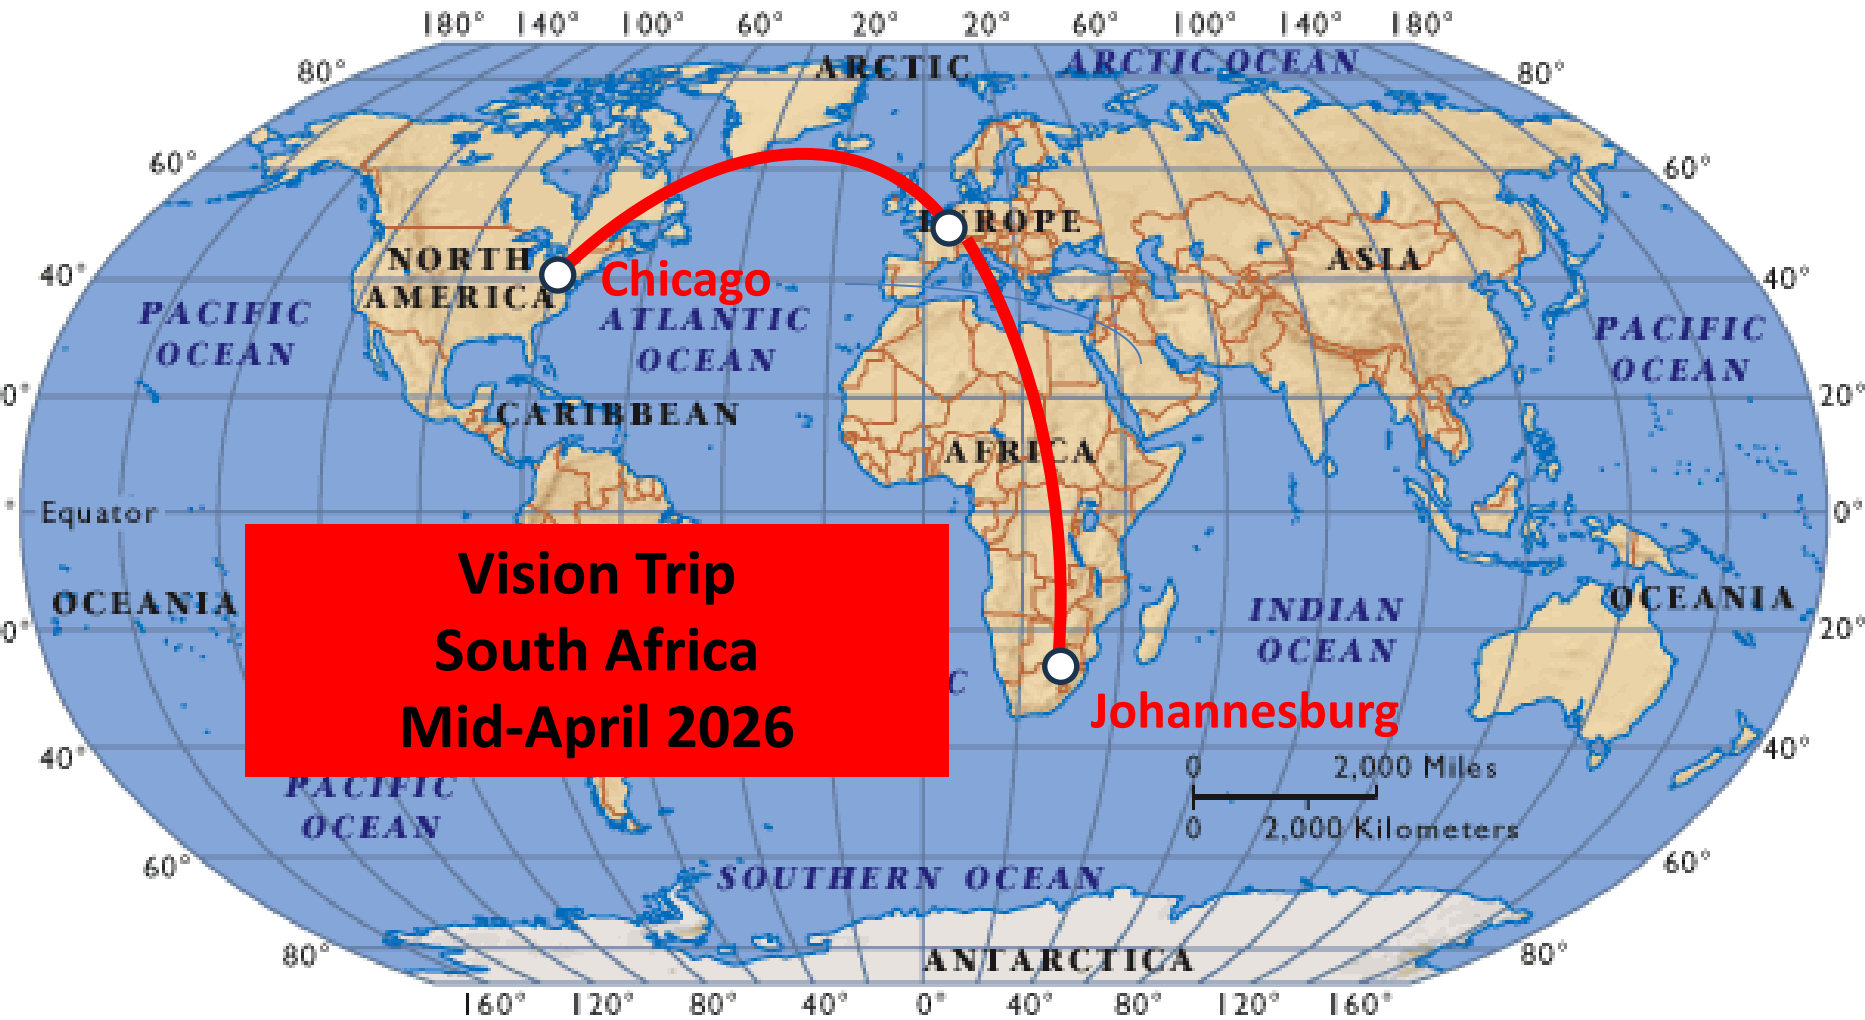 180° 140° 100° 60° 20° 20° 60° 100° 140° 180°
ARCTIC
ARCTIC OCEAN
80°
80°
60°
60°
EUROPE
NORTH
AMERICA
ASIA
40°
40°
Chicago
PACIFIC
OCEAN
ATLANTIC
OCEAN
PACIFIC
OCEAN
0°
20°
CARIBBEAN
AFRICA
Equator
0°
Vision Trip
South Africa
Mid-April 2026
OCEANIA
INDIAN
OCEAN
OCEANIA
0°
20°
C
Johannesburg
40°
40°
0 2,000 Miles
0 2,000 Kilometers
PACIFIC
OCEAN
60°
60°
SOUTHERN OCEAN
80°
80°
ANTARCTICA
160° 120° 80° 40° 0° 40° 80° 120° 160°